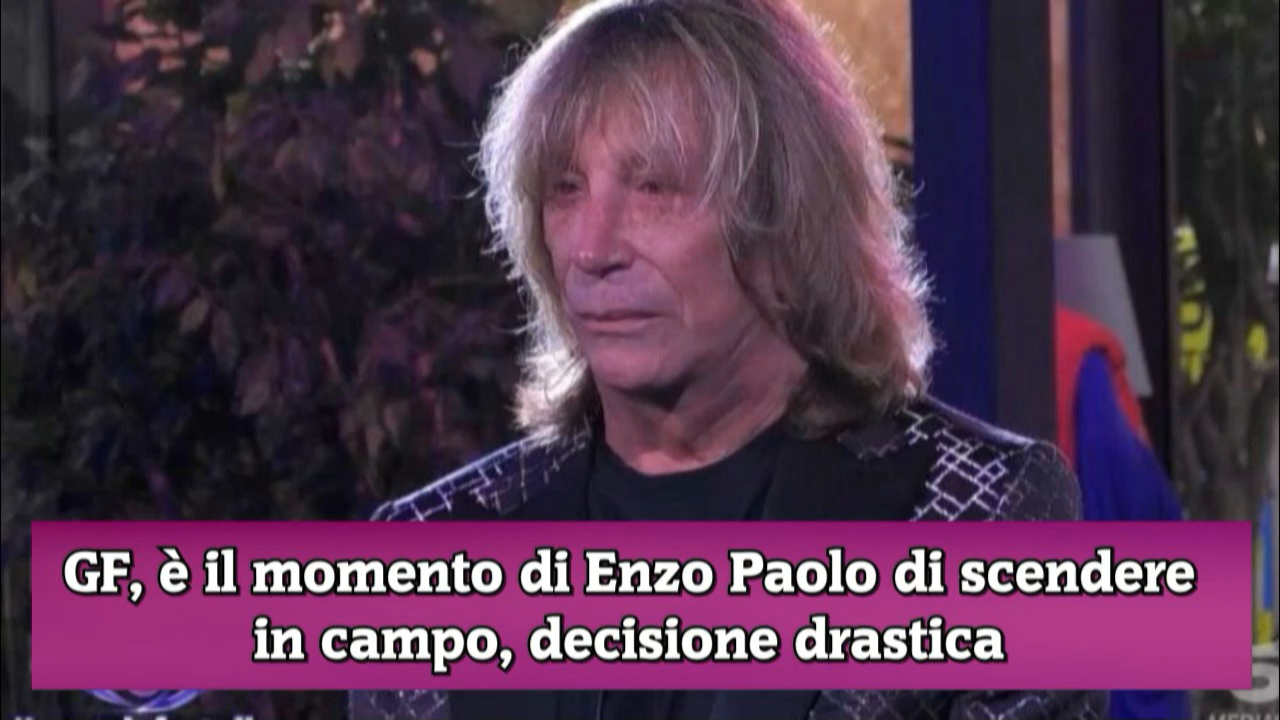 GF, è il momento di Enzo Paolo di scendere
in campo, decisione drastica